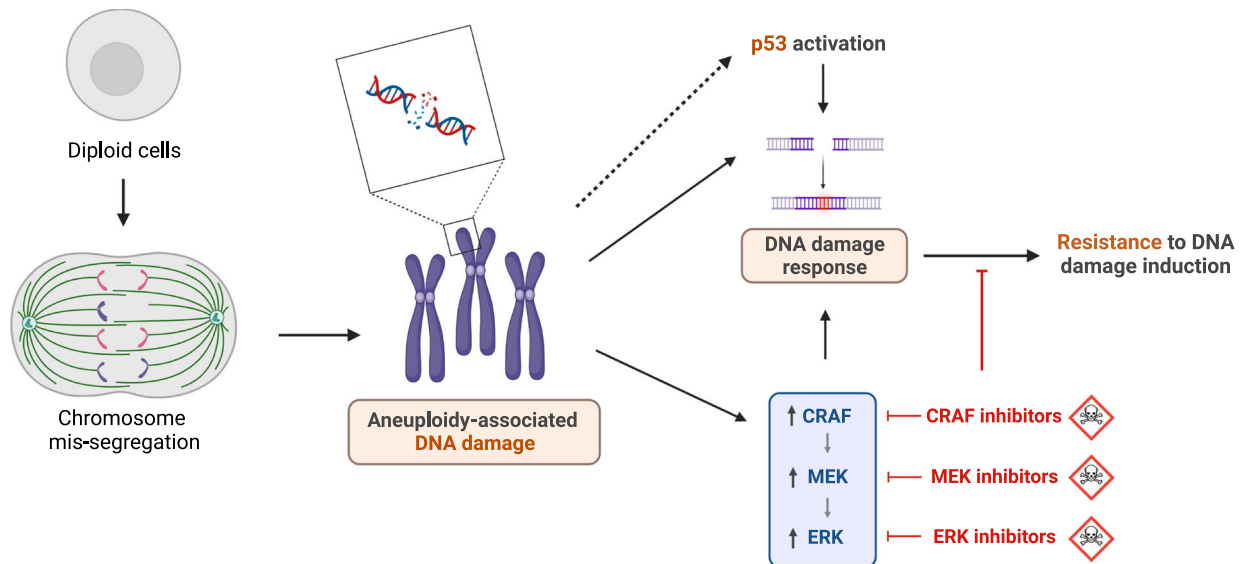 Diploid cells
Chromosome
mis-segregation
Aneuploidy-associated
DNA damage
p53 activation
DNA damage
response
Resistance to DNA
damage induction
CRAF
CRAF inhibitors
MEK
MEK inhibitors
ERK
ERK inhibitors